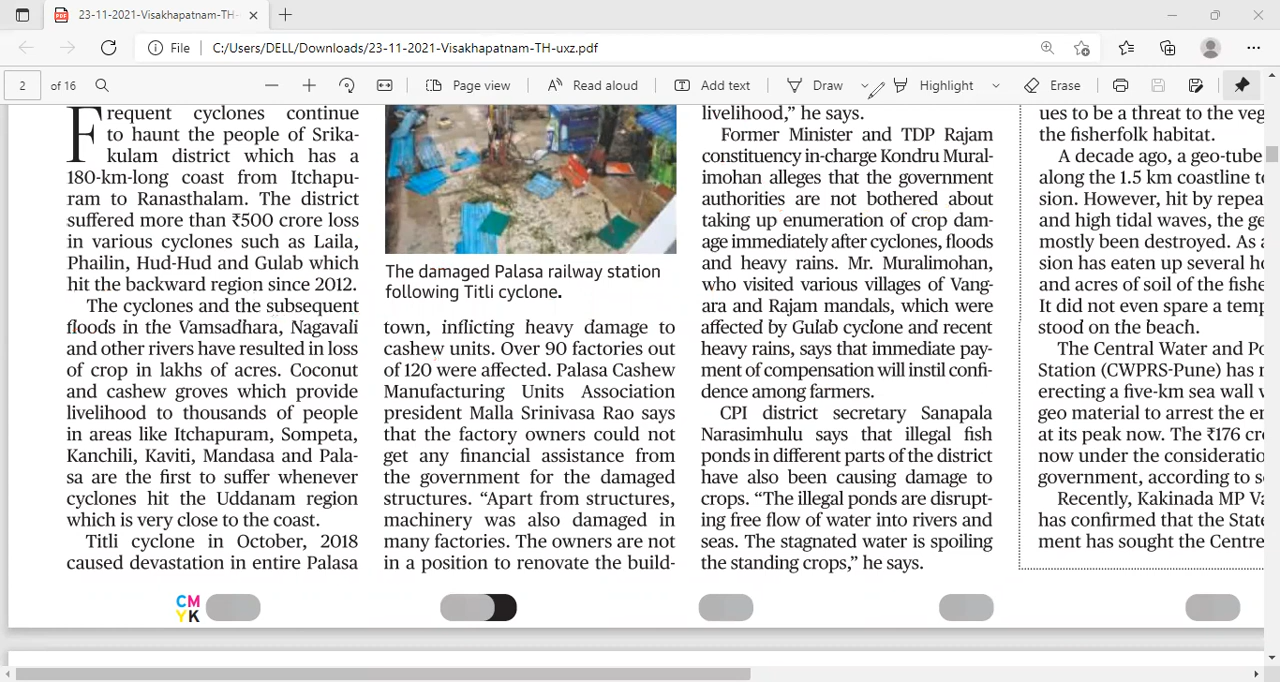 23-11-2021-Visakhapatnam-TH-
File
C:/Users/DELL/Downloads/23-11-2021-Visakhapatnam-TH-uxz.pdf
2 of 16
Page view
Read aloud
Add text
Draw
Highlight
Erase
Frequent cyclones continue
to haunt the people of Srika-
kulam district which has a
180-km-long coast from Itchapu-
ram to Ranasthalam. The district
suffered more than ₹500 crore loss
in various cyclones such as Laila,
Phailin, Hud-Hud and Gulab which
hit the backward region since 2012.
The cyclones and the subsequent
floods in the Vamsadhara, Nagavali
and other rivers have resulted in loss
of crop in lakhs of acres. Coconut
and cashew groves which provide
livelihood to thousands of people
in areas like Itchapuram, Sompeta,
Kanchili, Kaviti, Mandasa and Pala-
sa are the first to suffer whenever
cyclones hit the Uddanam region
which is very close to the coast.
Titli cyclone in October, 2018
caused devastation in entire Palasa
The damaged Palasa railway station
following Titli cyclone.
town, inflicting heavy damage to
cashew units. Over 90 factories out
of 120 were affected. Palasa Cashew
Manufacturing Units Association
president Malla Srinivasa Rao says
that the factory owners could not
get any financial assistance from
the government for the damaged
structures. “Apart from structures,
machinery was also damaged in
many factories. The owners are not
in a position to renovate the build-
livelihood,” he says.
Former Minister and TDP Rajam
constituency in-charge Kondru Mural-
imohan alleges that the government
authorities are not bothered about
taking up enumeration of crop dam-
age immediately after cyclones, floods
and heavy rains. Mr. Muralimohan,
who visited various villages of Vang-
ara and Rajam mandals, which were
affected by Gulab cyclone and recent
heavy rains, says that immediate pay-
ment of compensation will instil confi-
dence among farmers.
CPI district secretary Sanapala
Narasimhulu says that illegal fish
ponds in different parts of the district
have also been causing damage to
crops. “The illegal ponds are disrupt-
ing free flow of water into rivers and
seas. The stagnated water is spoiling
the standing crops,” he says.
ues to be a threat to the veg
the fisherfolk habitat.
A decade ago, a geo-tube
along the 1.5 km coastline to
sion. However, hit by repea
and high tidal waves, the ge
mostly been destroyed. As a
sion has eaten up several ho
and acres of soil of the fishe
It did not even spare a temp
stood on the beach.
The Central Water and Po
Station (CWPRS-Pune) has r
erecting a five-km sea wall v
geo material to arrest the er
at its peak now. The ₹176 cr
now under the consideratio
government, according to s
Recently, Kakinada MP Va
has confirmed that the State
ment has sought the Centre
CM
YK